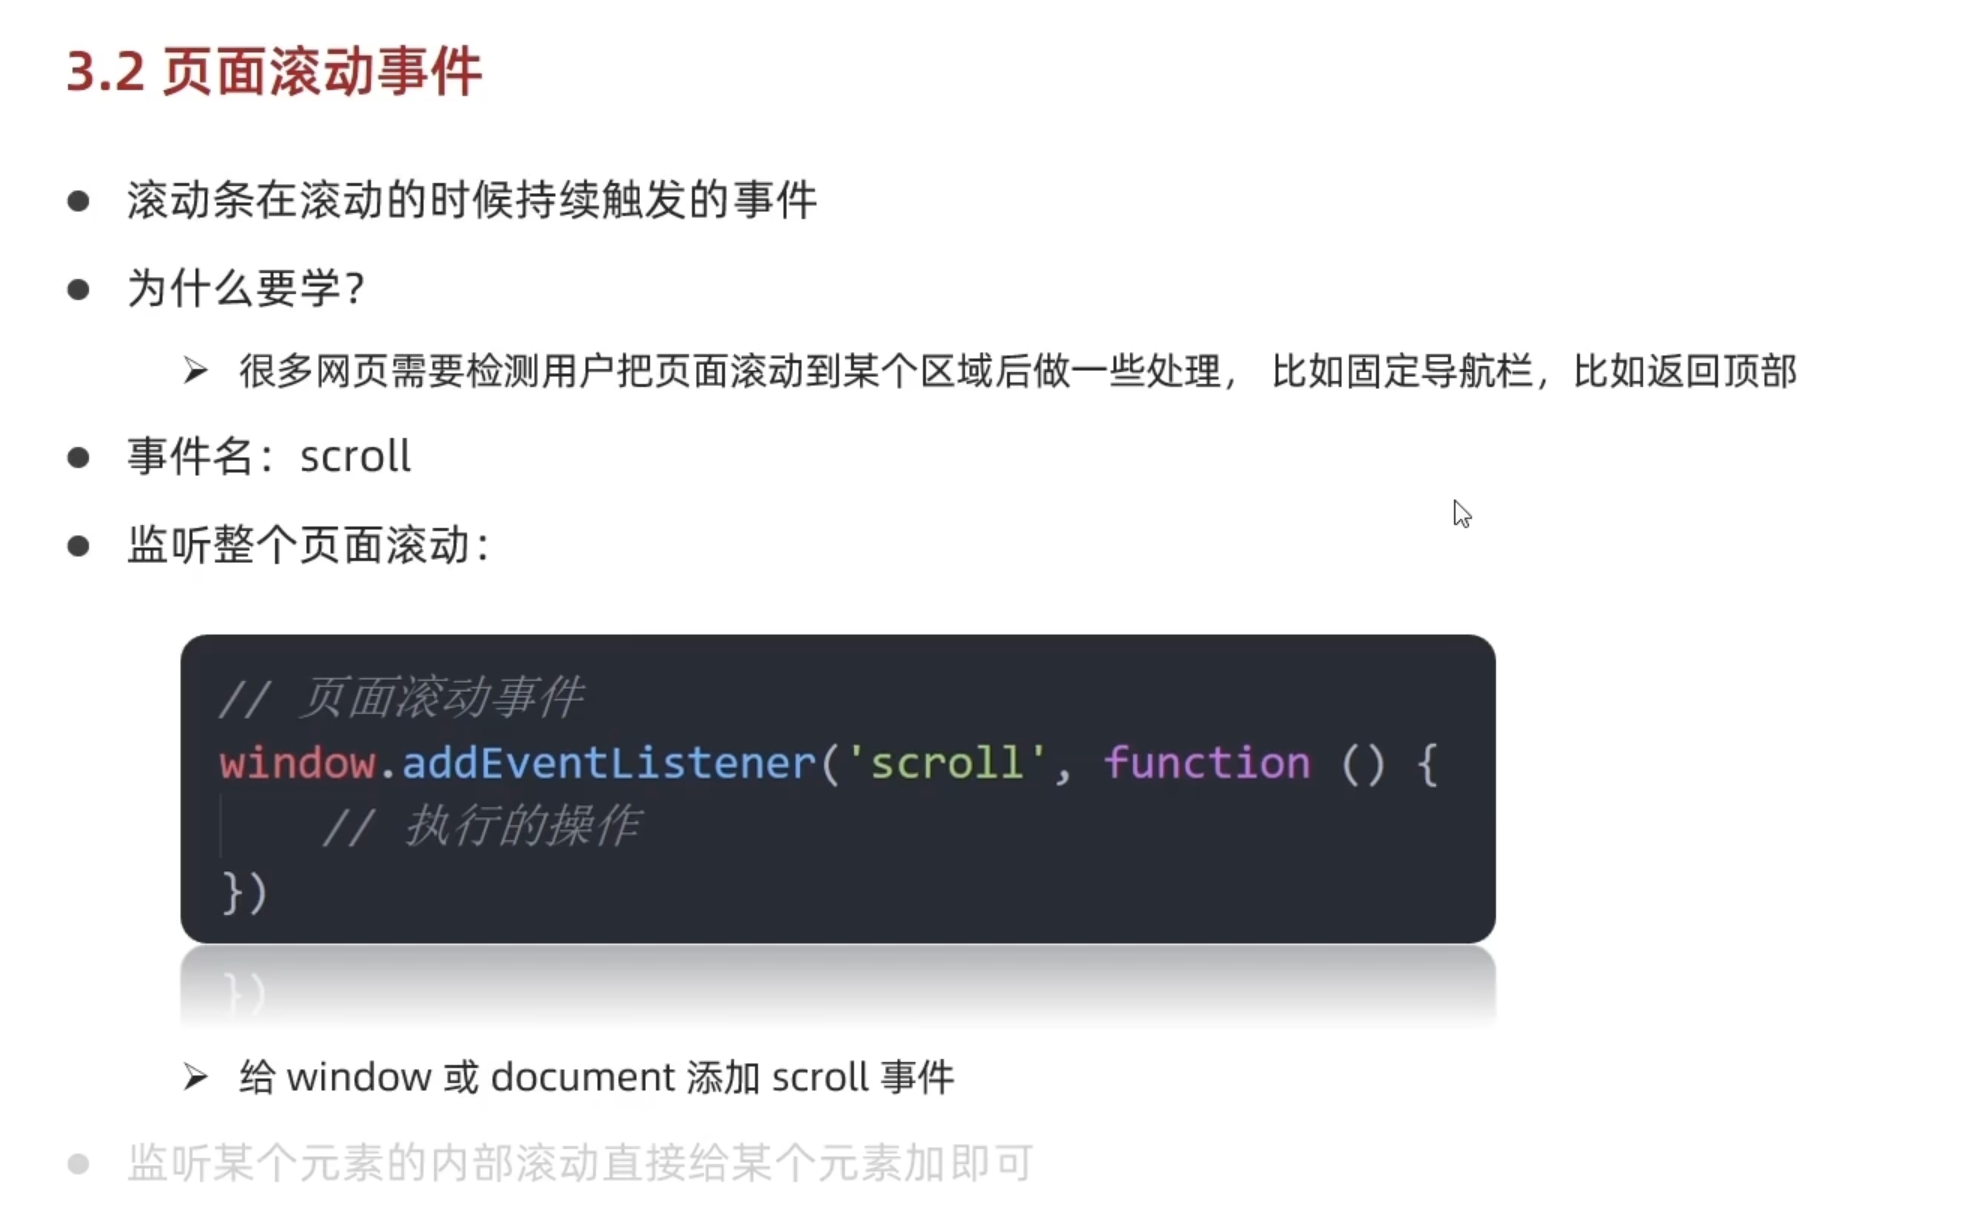 3.2 页面滚动事件
● 滚动条在滚动的时候持续触发的事件
● 为什么要学？
➢ 很多网页需要检测用户把页面滚动到某个区域后做一些处理， 比如固定导航栏，比如返回顶部
● 事件名：scroll
● 监听整个页面滚动：
// 页面滚动事件
window.addEventListener('scroll', function () {
// 执行的操作
})
➢ 给 window 或 document 添加 scroll 事件
● 监听某个元素的内部滚动直接给某个元素加即可